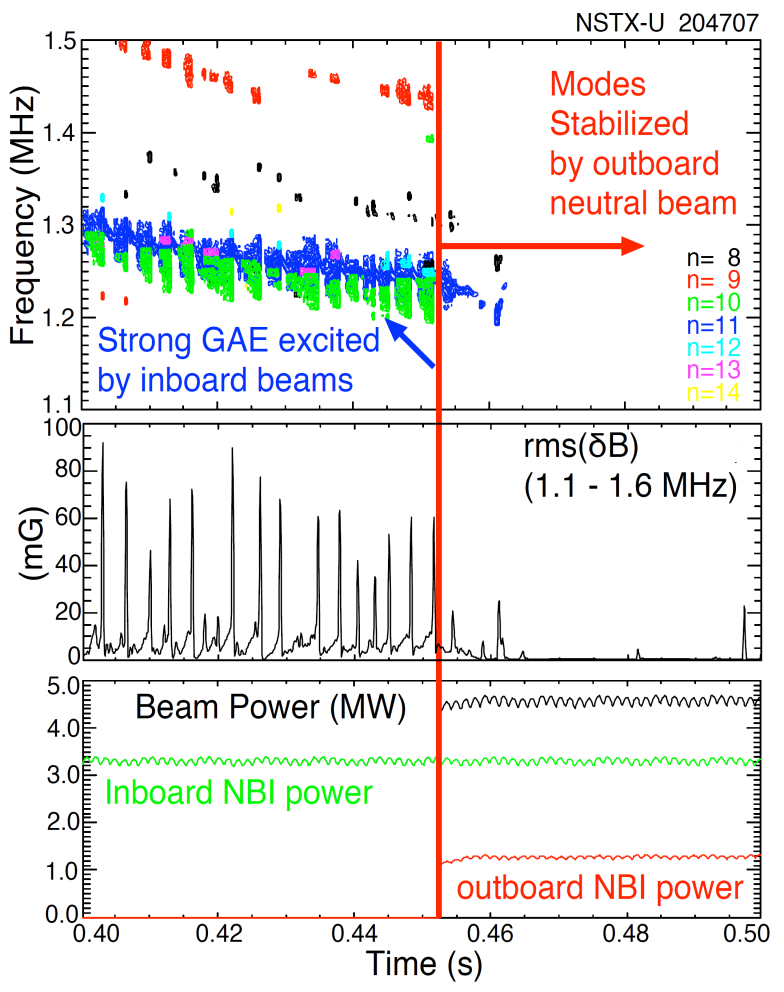 NSTX-U 204707
1.5
1.4
1.3
1.2
1.1
Frequency (MHz)
Modes
Stabilized
by outboard
neutral beam
n= 8
n= 9
n=10
n=11
n=12
n=13
n=14
Strong GAE excited
by inboard beams
100
80
60
40
20
0
(mG)
rms(δB)
(1.1 - 1.6 MHz)
5.0
4.0
3.0
2.0
1.0
0.0
Beam Power (MW)
Inboard NBI power
outboard NBI power
0.40
0.42
0.44
0.46
0.48
0.50
Time (s)